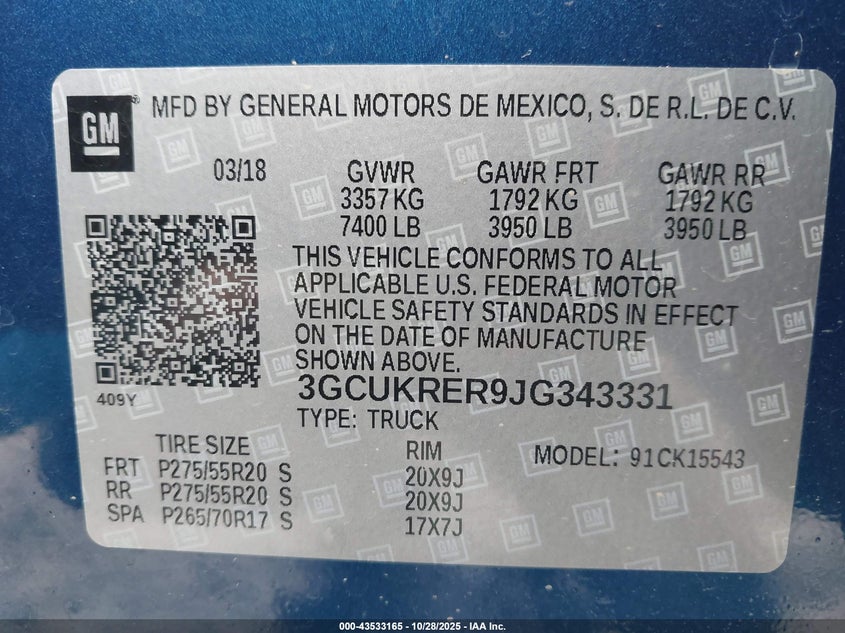 GM
MFD BY GENERAL MOTORS DE MEXICO, S. DE R.L. DE C.V.
03/18 GVWR GAWR FRT GAWR RR
3357 KG 1792 KG 1792 KG
7400 LB 3950 LB 3950 LB
THIS VEHICLE CONFORMS TO ALL
APPLICABLE U.S. FEDERAL MOTOR
VEHICLE SAFETY STANDARDS IN EFFECT
ON THE DATE OF MANUFACTURE
SHOWN ABOVE.
409Y
3GCUKRER9JG343331
TYPE: TRUCK
TIRE SIZE RIM MODEL: 91CK15543
FRT P275/55R20 S 20X9J
RR P275/55R20 S 20X9J
SPA P265/70R17 S 17X7J
000-43533165 - 10/28/2025 - IAA Inc.